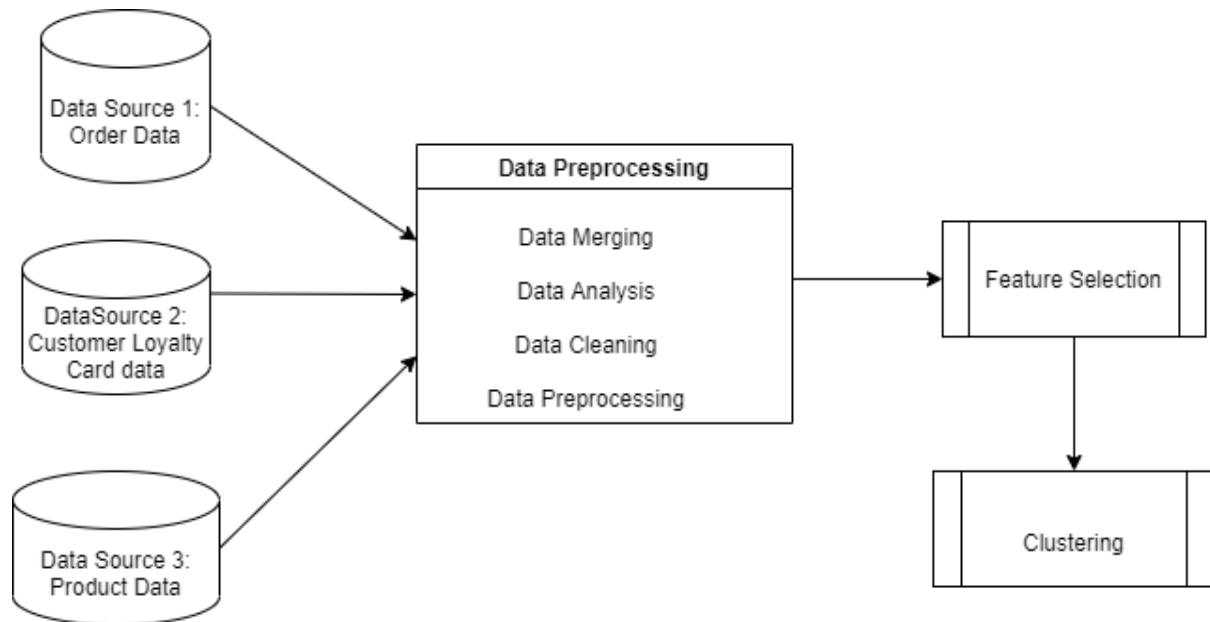 Data Source 1:
Order Data
DataSource 2:
Customer Loyalty
Card data
Data Source 3:
Product Data
Data Preprocessing
Data Merging
Data Analysis
Data Cleaning
Data Preprocessing
Feature Selection
Clustering